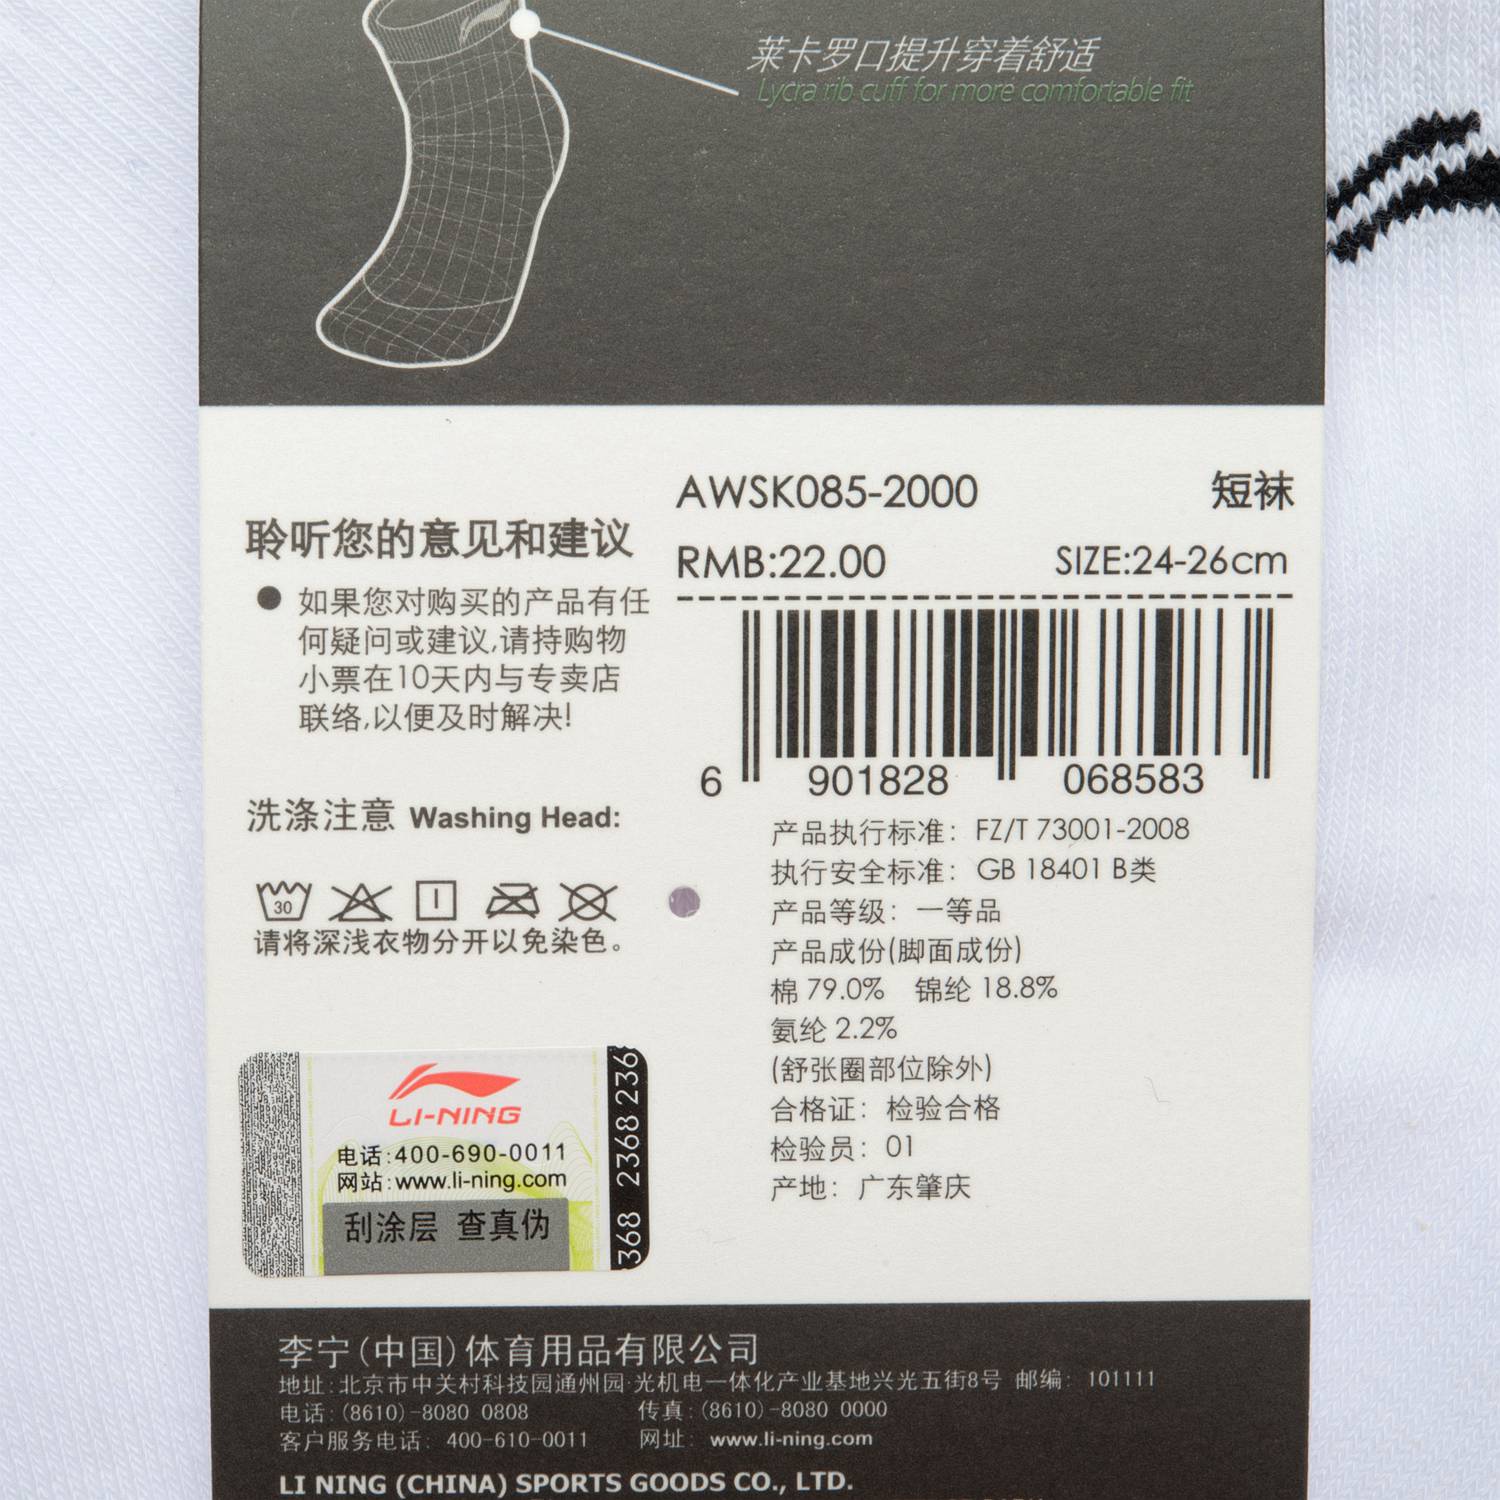 莱卡罗口提升穿着舒适
Lycra rib cuff for more comfortable fit
AWSK085-2000 短袜
RMB:22.00 SIZE:24-26cm
6 901828 068583
聆听您的意见和建议
● 如果您对购买的产品有任
何疑问或建议,请持购物
小票在10天内与专卖店
联络,以便及时解决!
洗涤注意 Washing Head:
30
请将深浅衣物分开以免染色。
产品执行标准: FZ/T 73001-2008
执行安全标准: GB 18401 B类
产品等级: 一等品
产品成份(脚面成份)
棉 79.0% 锦纶 18.8%
氨纶 2.2%
(舒张圈部位除外)
合格证: 检验合格
检验员: 01
产地: 广东肇庆
LI-NING
电话:400-690-0011
网站:www.li-ning.com
刮涂层 查真伪
368 2368 236
李宁(中国)体育用品有限公司
地址:北京市中关村科技园通州园·光机电一体化产业基地兴光五街8号 邮编: 101111
电话:(8610)-8080 0808 传真:(8610)-8080 0000
客户服务电话: 400-610-0011 网址: www.li-ning.com
LI NING (CHINA) SPORTS GOODS CO., LTD.